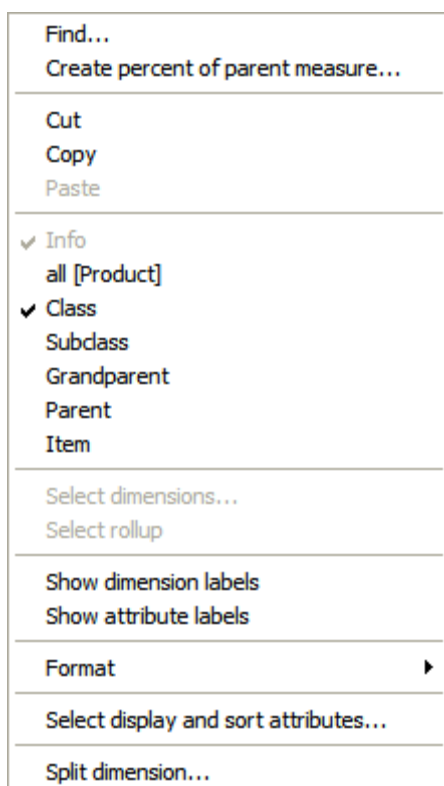 Find...
Create percent of parent measure...
Cut
Copy
Paste
Info
all [Product]
Class
Subclass
Grandparent
Parent
Item
Select dimensions...
Select rollup
Show dimension labels
Show attribute labels
Format
Select display and sort attributes...
Split dimension...